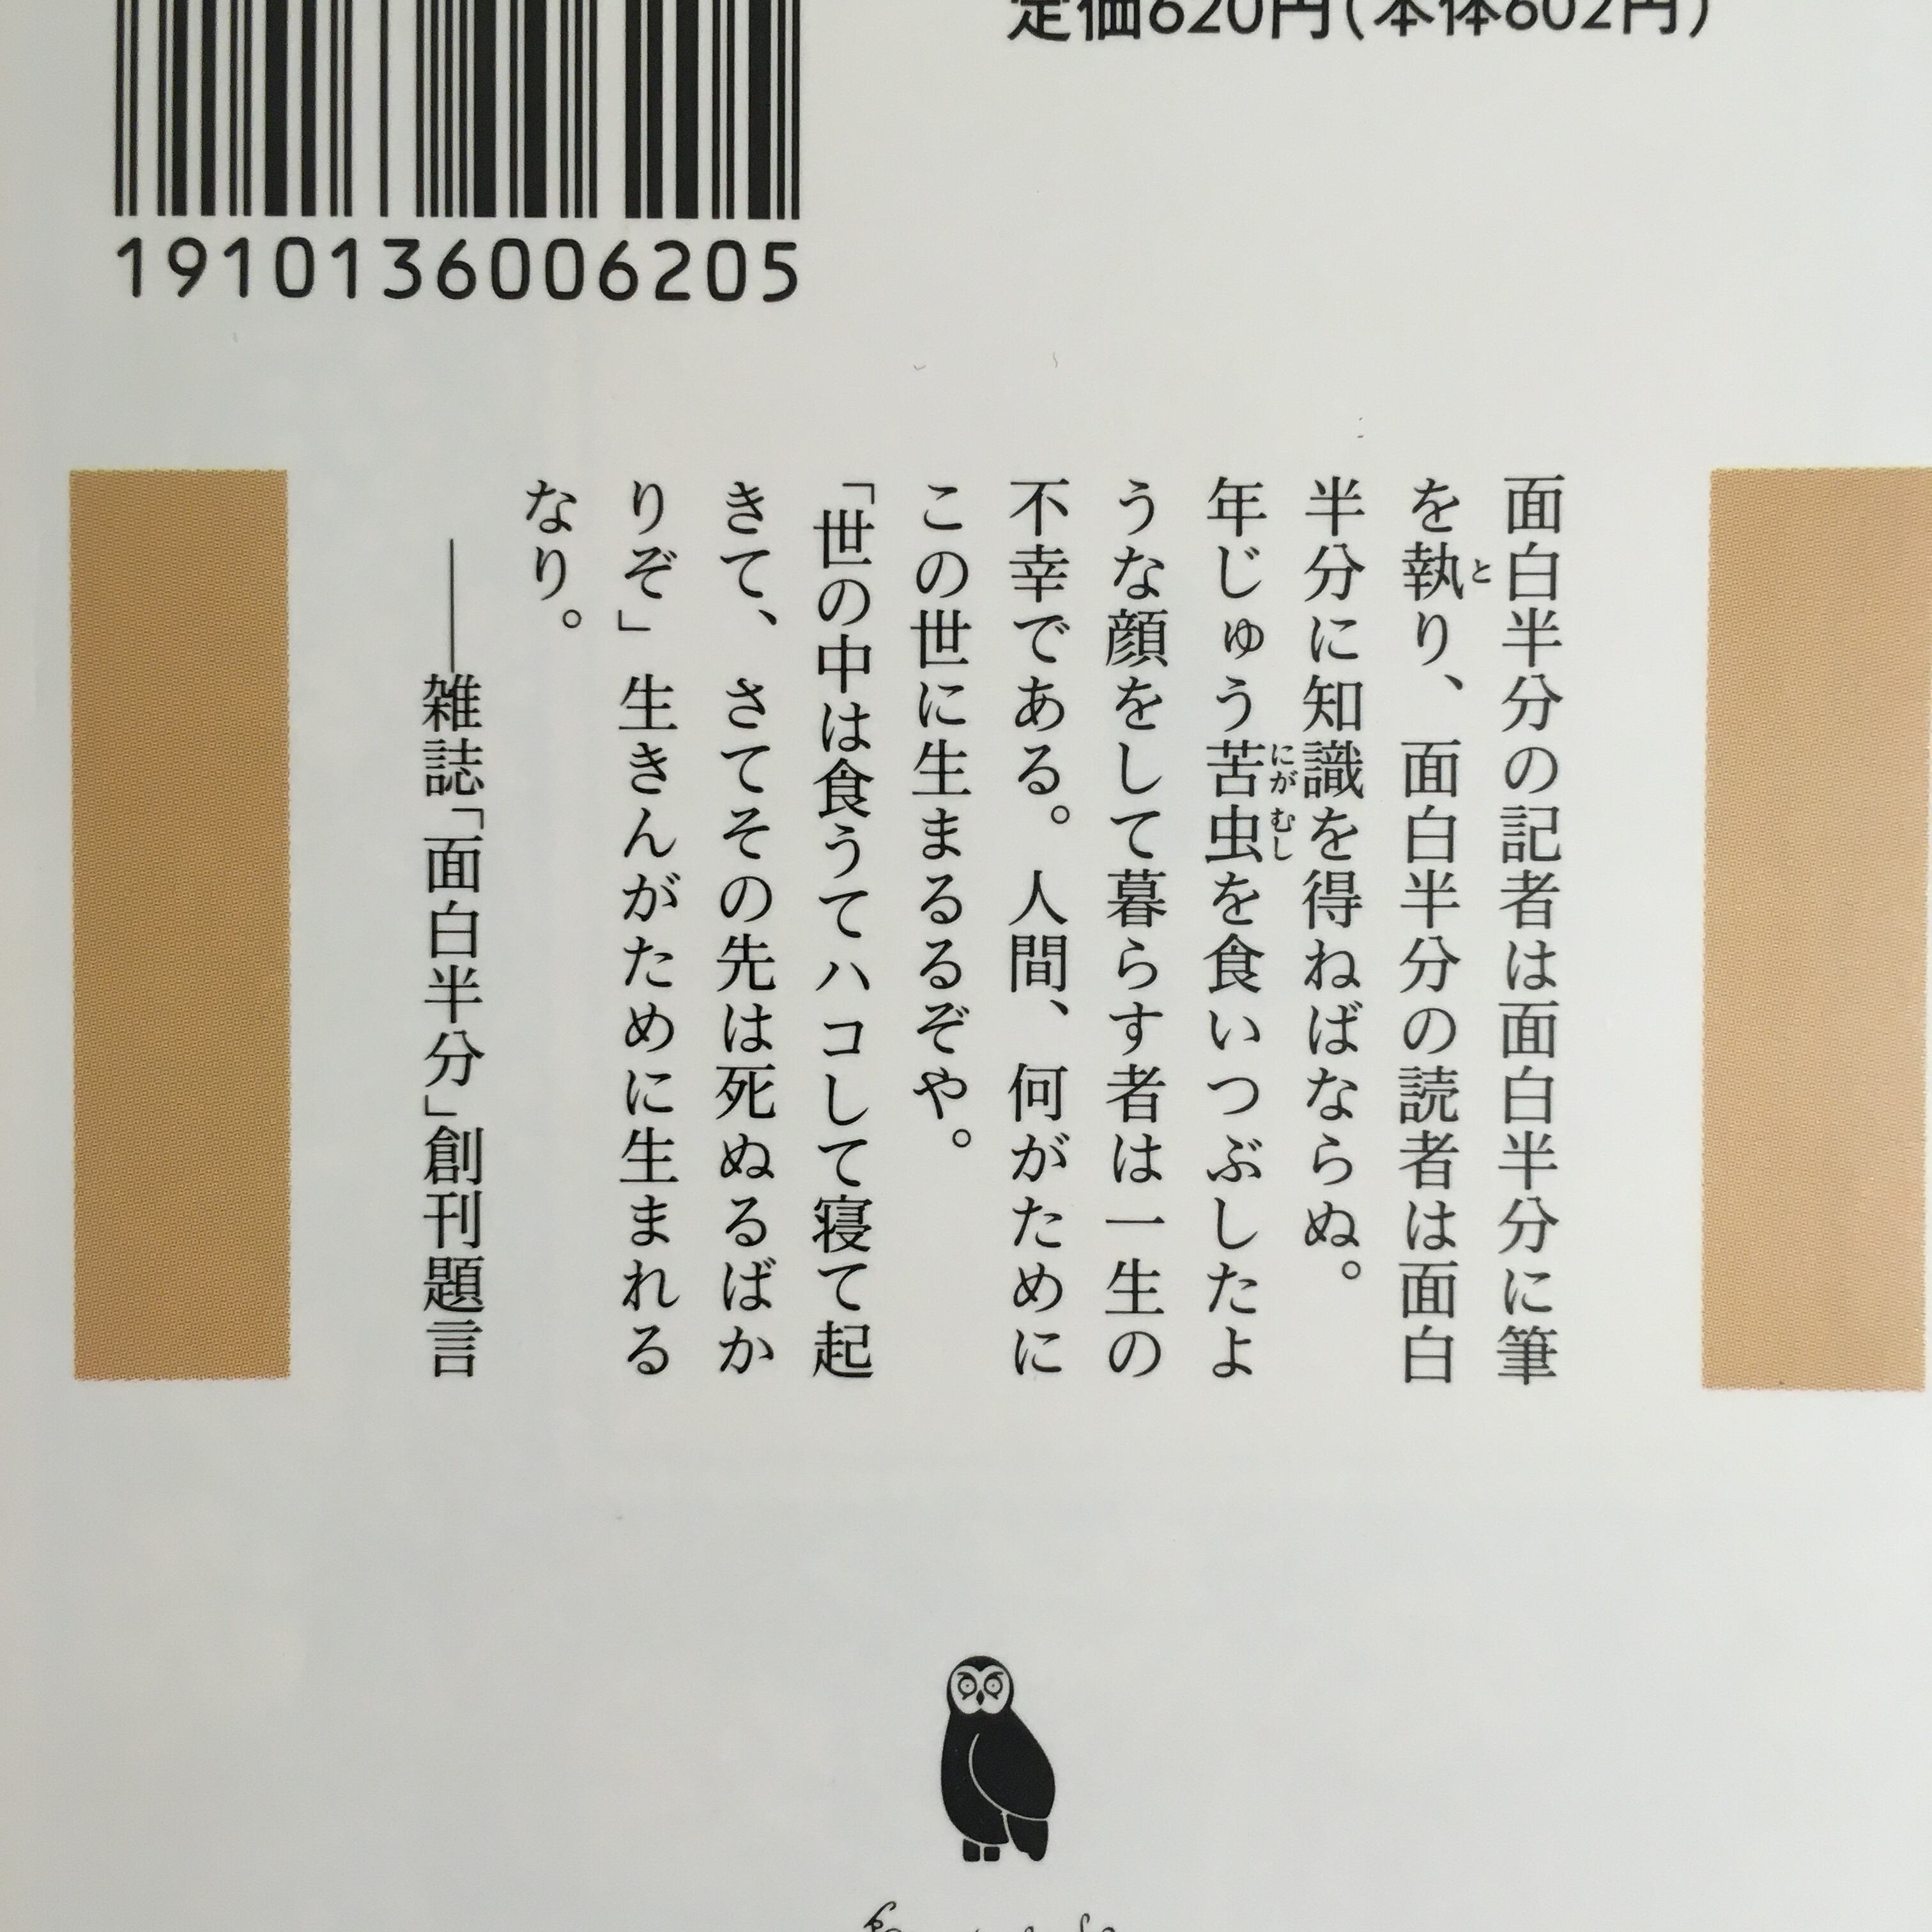 定価620円(本体602円)
1910136006205
面白半分の記者は面白半分に筆
を執り、面白半分の読者は面白
半分に知識を得ねばならぬ。
年じゅう苦虫を食いつぶしたよ
うな顔をして暮らす者は一生の
不幸である。人間、何がために
この世に生まるるぞや。
「世の中は食うてハコして寝て起
きて、さてその先は死ぬるばか
りぞ」生きんがために生まれる
なり。
——雑誌「面白半分」創刊題言